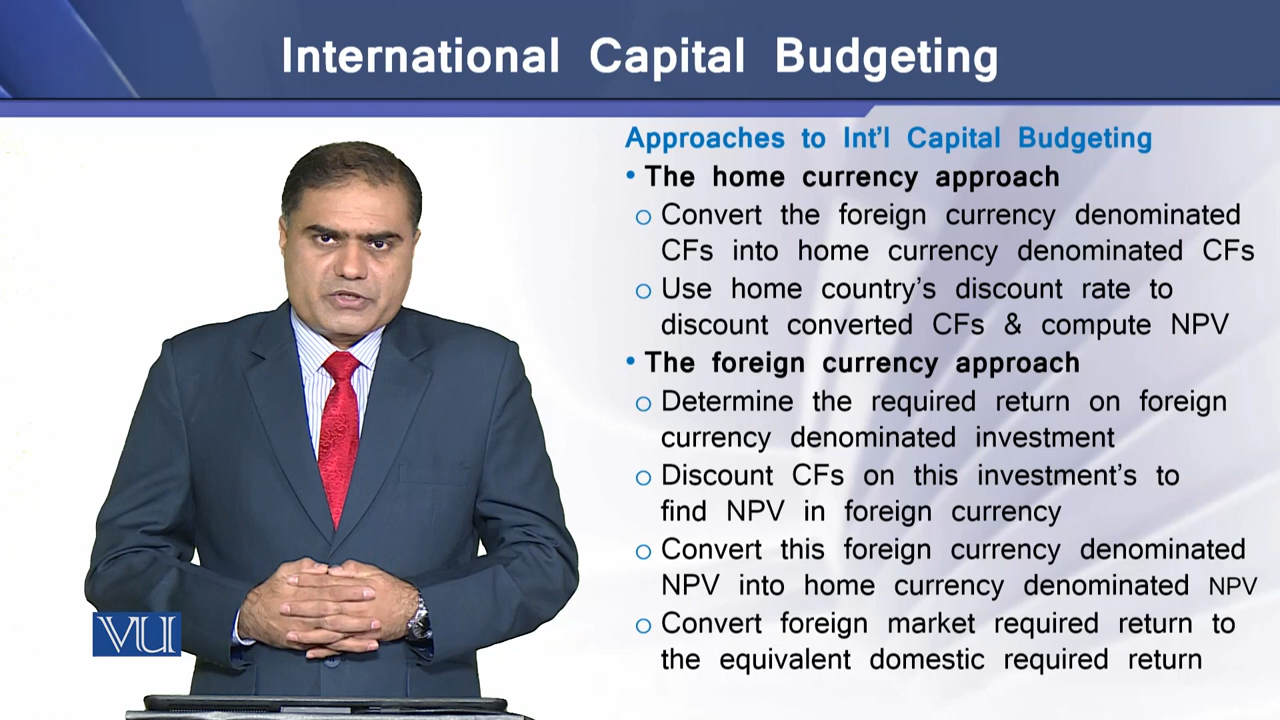 International Capital Budgeting
Approaches to Int'l Capital Budgeting
• The home currency approach
o Convert the foreign currency denominated
CFs into home currency denominated CFs
o Use home country's discount rate to
discount converted CFs & compute NPV
• The foreign currency approach
o Determine the required return on foreign
currency denominated investment
o Discount CFs on this investment's to
find NPV in foreign currency
o Convert this foreign currency denominated
NPV into home currency denominated NPV
o Convert foreign market required return to
the equivalent domestic required return
VU